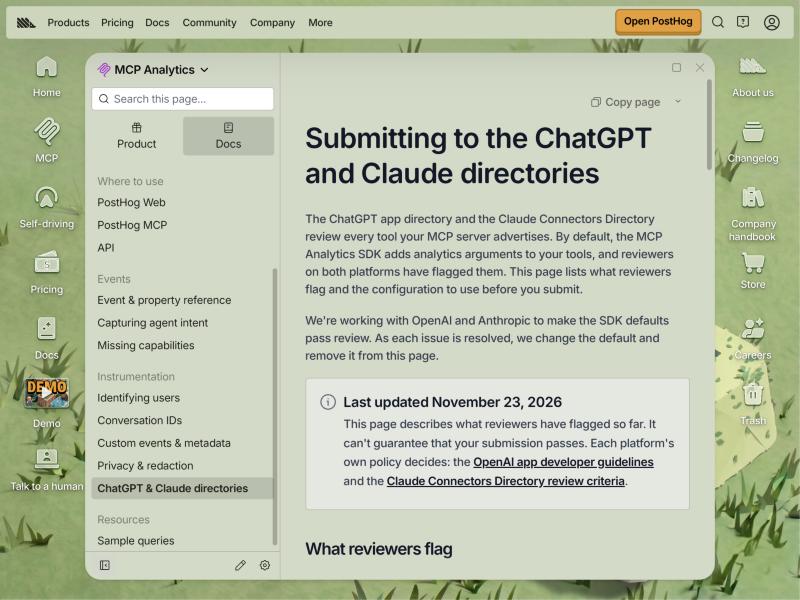 Products Pricing Docs Community Company More
Open PostHog
Home
MCP
Self-driving
Pricing
Docs
DEMO
Demo
Talk to a human
MCP Analytics
Search this page...
Product
Docs
Where to use
PostHog Web
PostHog MCP
API
Events
Event & property reference
Capturing agent intent
Missing capabilities
Instrumentation
Identifying users
Conversation IDs
Custom events & metadata
Privacy & redaction
ChatGPT & Claude directories
Resources
Sample queries
Copy page
Submitting to the ChatGPT
and Claude directories
The ChatGPT app directory and the Claude Connectors Directory
review every tool your MCP server advertises. By default, the MCP
Analytics SDK adds analytics arguments to your tools, and reviewers
on both platforms have flagged them. This page lists what reviewers
flag and the configuration to use before you submit.
We're working with OpenAI and Anthropic to make the SDK defaults
pass review. As each issue is resolved, we change the default and
remove it from this page.
Last updated November 23, 2026
This page describes what reviewers have flagged so far. It
can't guarantee that your submission passes. Each platform's
own policy decides: the OpenAI app developer guidelines
and the Claude Connectors Directory review criteria.
What reviewers flag
About us
Changelog
Company
handbook
Store
Careers
Trash